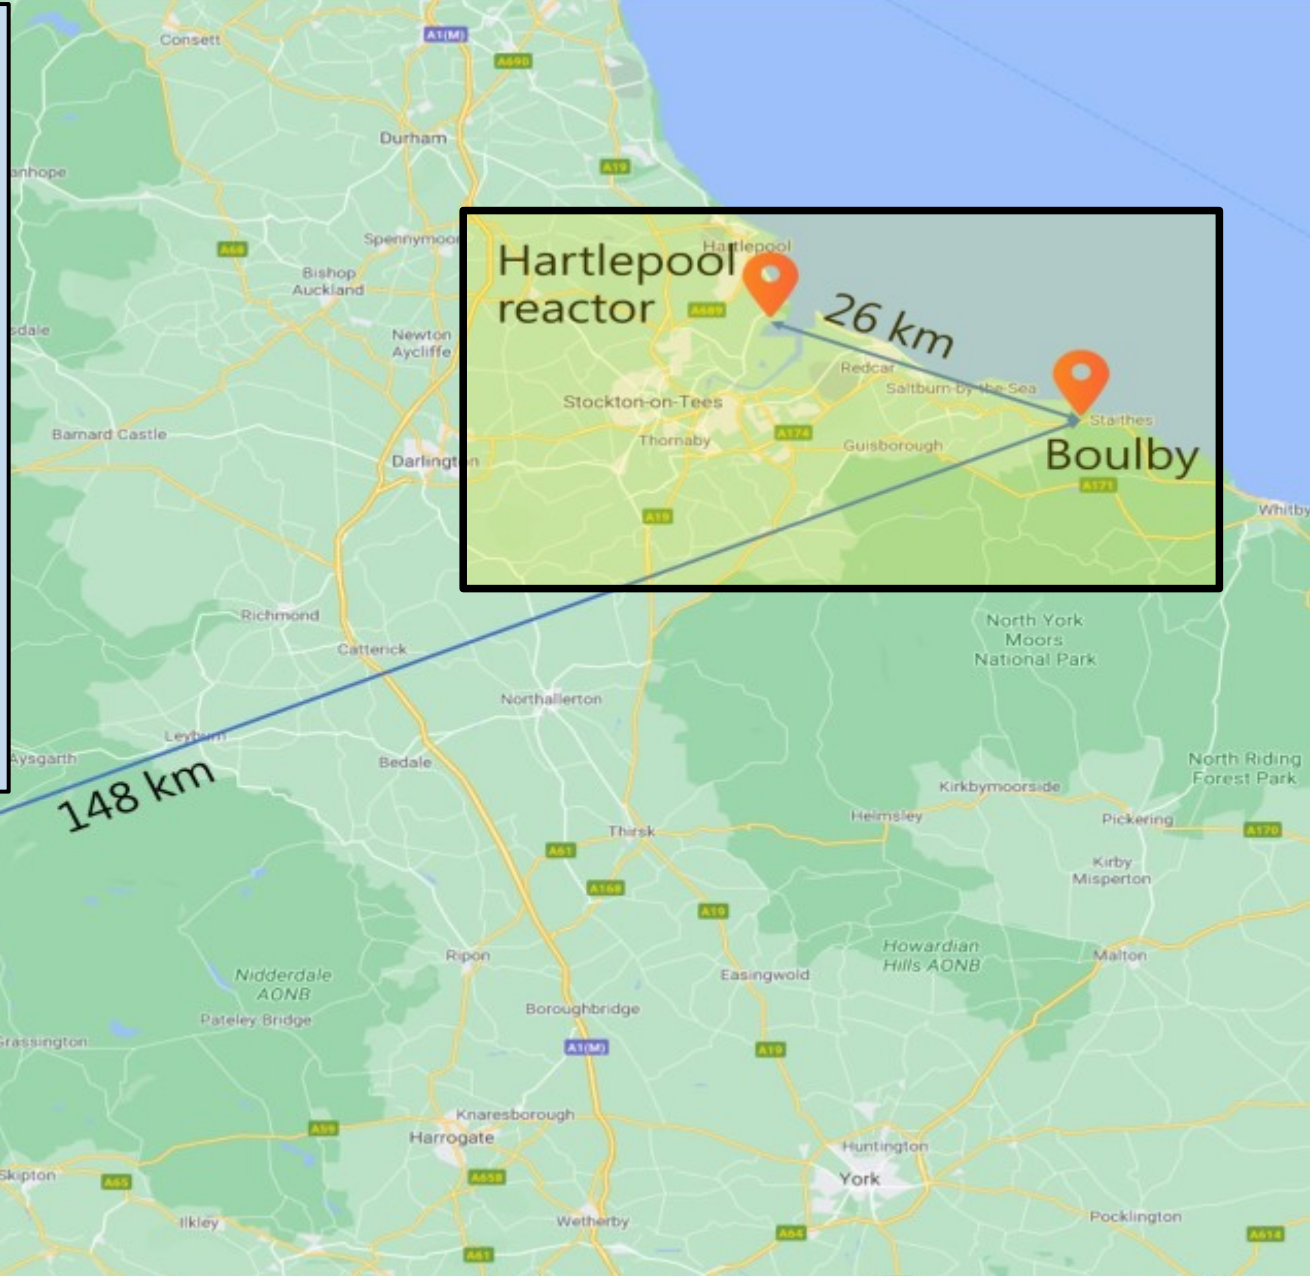 Consett
A1(M)
A690
Durham
A19
anhope
Spennymoor
A68
Bishop
Auckland
Hartlepool
Hartlepool
reactor
A689
26 km
sdale
Newton
Aycliffe
Redcar
Saltburn-by-the-Sea
Stockton-on-Tees
Staithes
Barnard Castle
Thornaby
A174
Guisborough
Boulby
Darlington
A171
A19
Whitby
Richmond
North York
Moors
National Park
Catterick
Northallerton
Leyburn
Aysgarth
Bedale
148 km
North Riding
Forest Park
Kirkbymoorside
Helmsley
Pickering
A170
Thirsk
A61
Kirby
Misperton
A168
A19
Howardian
Hills AONB
Malton
Ripon
Nidderdale
AONB
Easingwold
Pateley Bridge
Boroughbridge
Grassington
A1(M)
A19
Knaresborough
A59
Harrogate
Huntington
Skipton
A65
A658
York
Ilkley
Wetherby
Pocklington
A64
A614
A61